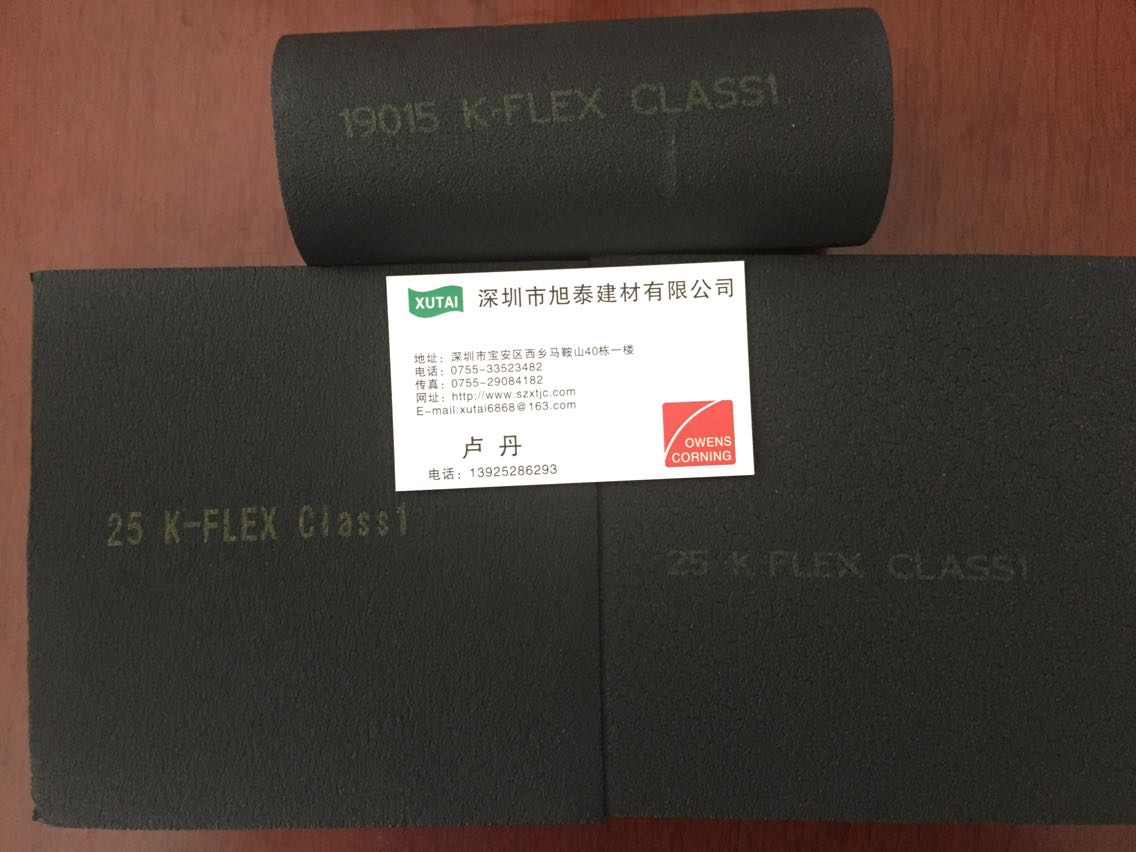 19015 K-FLEX CLASS1
XUTAI 深圳市旭泰建材有限公司
地址：深圳市宝安区西乡马鞍山40栋一楼
电话：0755-33523482
传真：0755-29084182
网址：http://www.szxtjc.com
E-mail:xutai6868@163.com
卢 丹
电话：13925286293
OWENS
CORNING
25 K-FLEX Class1
25 K FLEX CLASS1